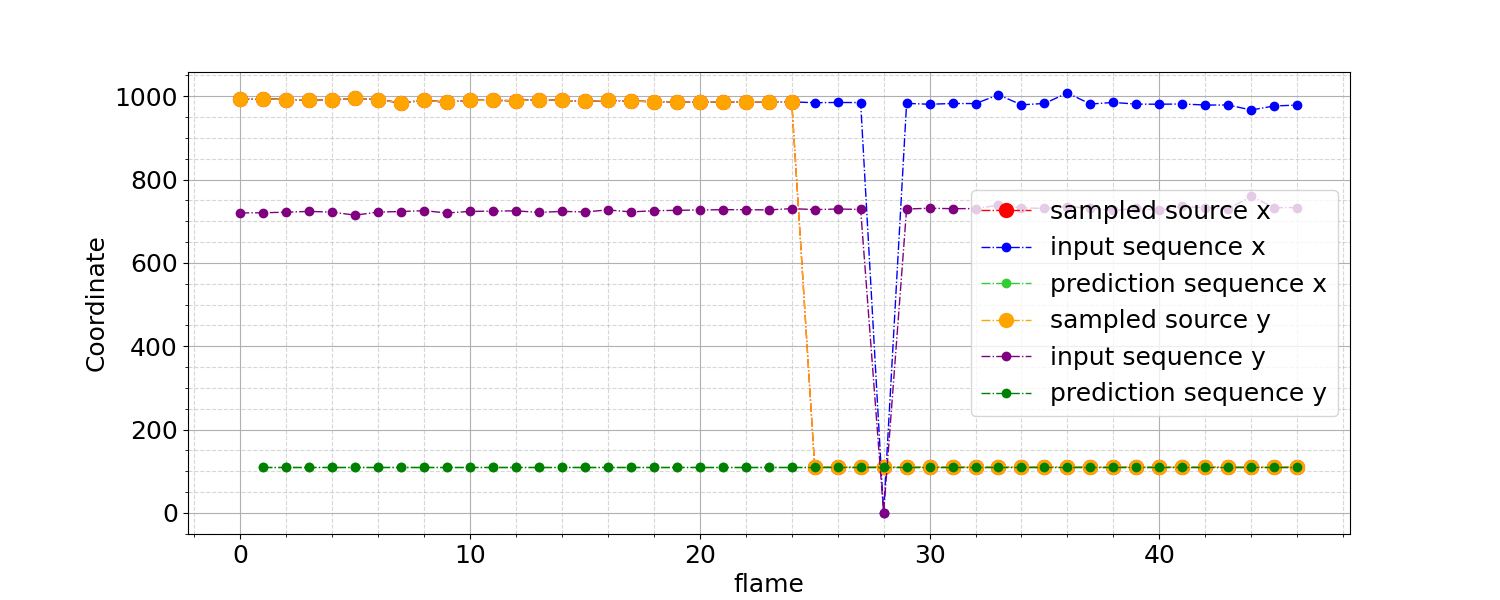 1000
800
600
400
200
0
Coordinate
0 10 20 30 40
flame
sampled source x
input sequence x
prediction sequence x
sampled source y
input sequence y
prediction sequence y